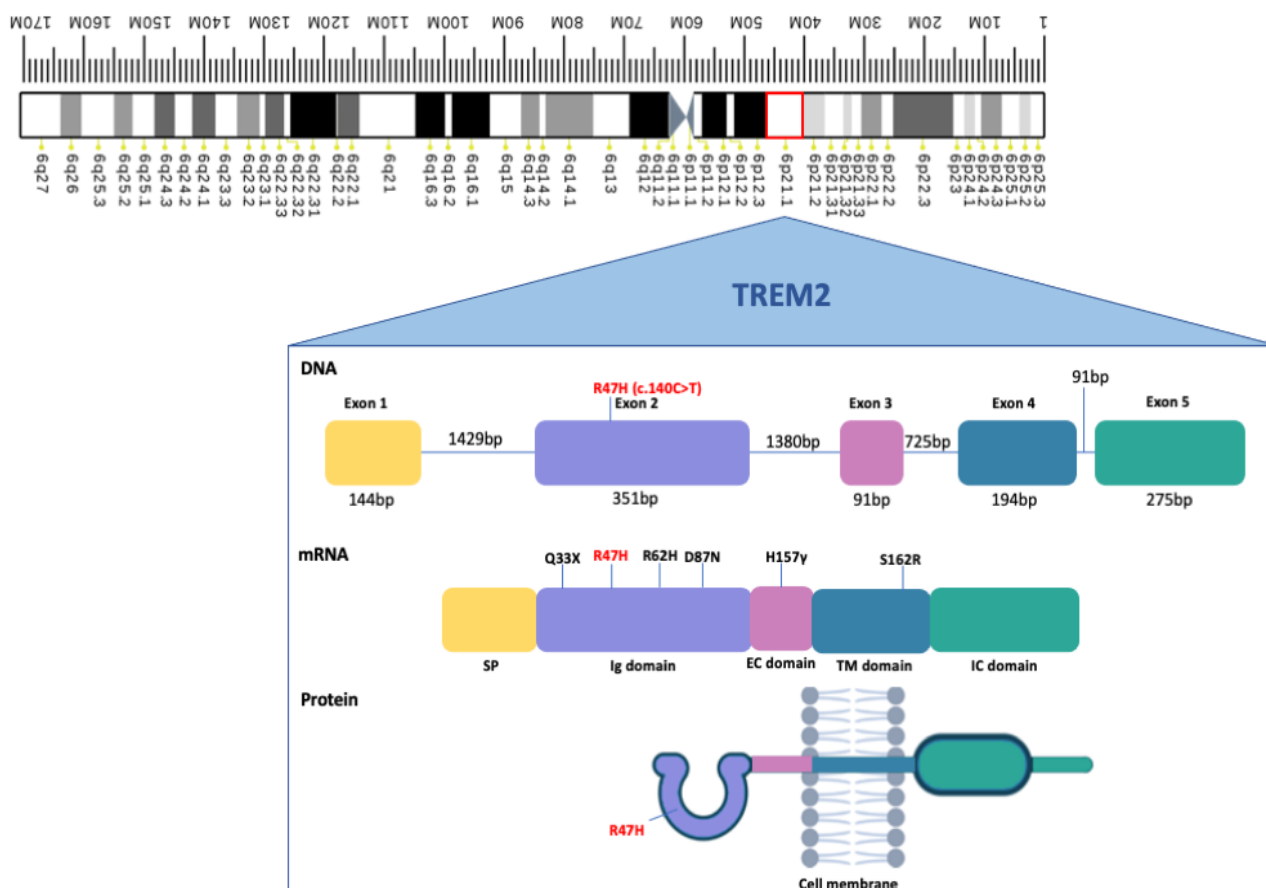 170M 160M 150M 140M 130M 120M 110M 100M 90M 80M 70M 60M 50M 40M 30M 20M 10M 1
6q27 6q26 6q25.3 6q25.2 6q25.1 6q24.3 6q24.2 6q24.1 6q23.3 6q23.2 6q23.1 6q22.33 6q22.32 6q22.31 6q22.2 6q22.1 6q21 6q16.3 6q16.2 6q16.1 6q15 6q14.3 6q14.2 6q14.1 6q13 6q12 6q11.2 6q11.1 6p11.1 6p11.2 6p12.1 6p12.2 6p12.3 6p21.1 6p21.2 6p21.31 6p21.32 6p21.33 6p22.1 6p22.2 6p22.3 6p23 6p24.1 6p24.2 6p24.3 6p25.1 6p25.2 6p25.3
TREM2
DNA
91bp
R47H (c.140C>T)
Exon 1 Exon 2 Exon 3 Exon 4 Exon 5
1429bp 1380bp 725bp
144bp 351bp 91bp 194bp 275bp
mRNA
Q33X R47H R62H D87N H157γ S162R
SP Ig domain EC domain TM domain IC domain
Protein
R47H
Cell membrane